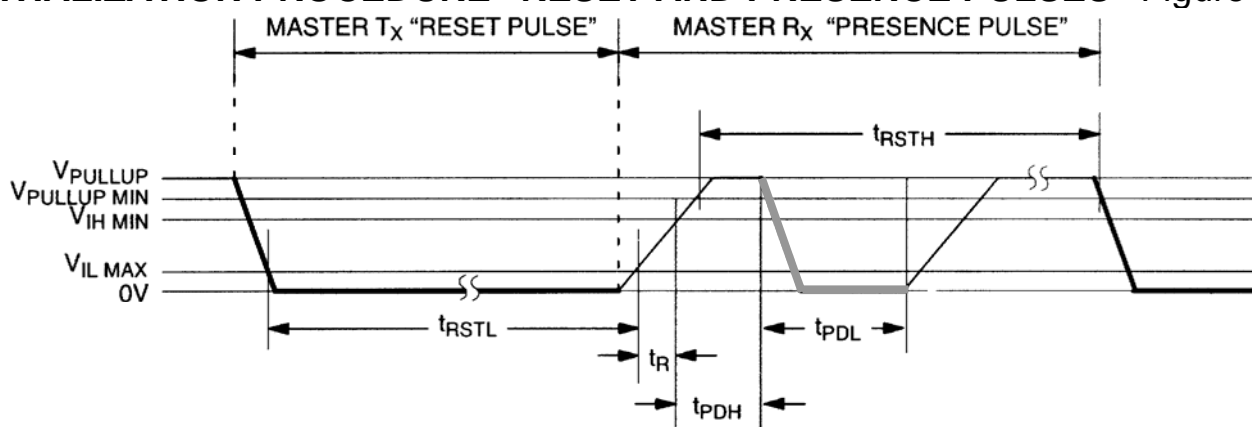 MASTER TX “RESET PULSE” MASTER RX “PRESENCE PULSE”
tRSTH
VPULLUP
VPULLUP MIN
VIH MIN
VIL MAX
0V
tRSTL
tPDL
tR
tPDH